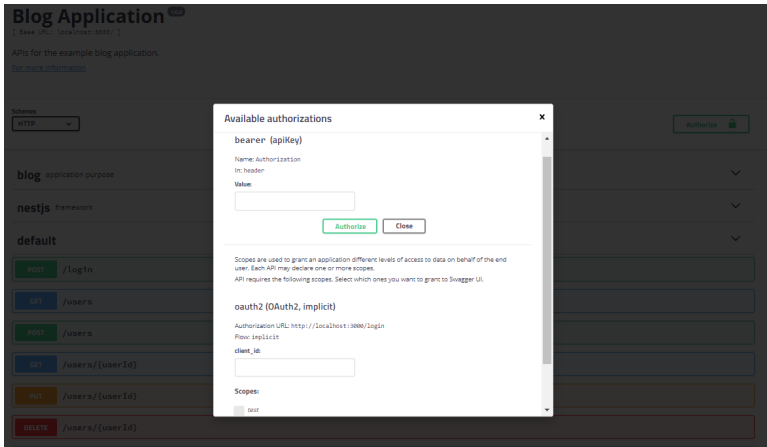 Blog Application
[ Base URL: localhost:3000/ ]
APIs for the example blog application.
For more information
Schemes
HTTP
Authorize
blog application purpose
nestjs framework
default
POST /login
GET /users
POST /users
GET /users/{userId}
PUT /users/{userId}
DELETE /users/{userId}
Available authorizations
x
bearer (apiKey)
Name: Authorization
In: header
Value:
Authorize
Close
Scopes are used to grant an application different levels of access to data on behalf of the end
user. Each API may declare one or more scopes.
API requires the following scopes. Select which ones you want to grant to Swagger UI.
oauth2 (OAuth2, implicit)
Authorization URL: http://localhost:3000/login
Flow: implicit
client_id:
Scopes:
test